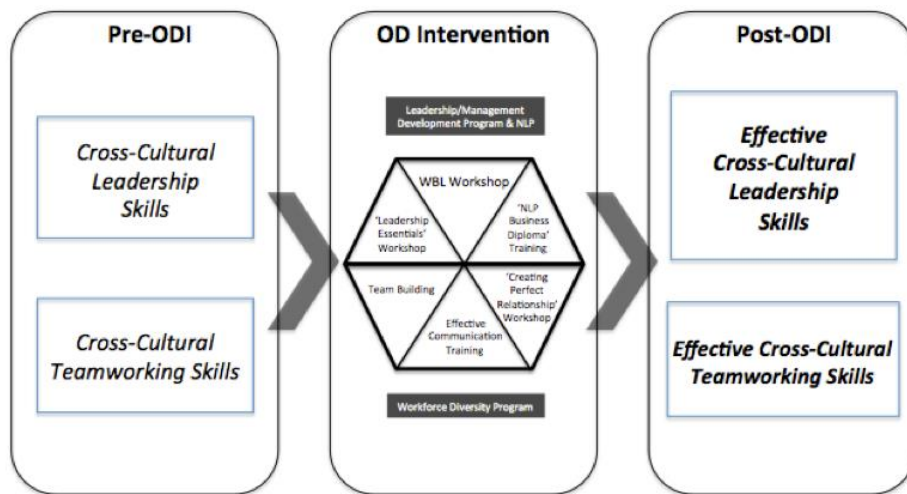 Pre-ODI
Cross-Cultural
Leadership
Skills
Cross-Cultural
Teamworking Skills
OD Intervention
Leadership/Management
Development Program & NLP
WBL Workshop
'Leadership
Essentials'
Workshop
'NLP
Business
Diploma'
Training
Team Building
'Creating
Perfect
Relationship'
Workshop
Effective
Communication
Training
Workforce Diversity Program
Post-ODI
Effective
Cross-Cultural
Leadership
Skills
Effective Cross-Cultural
Teamworking Skills